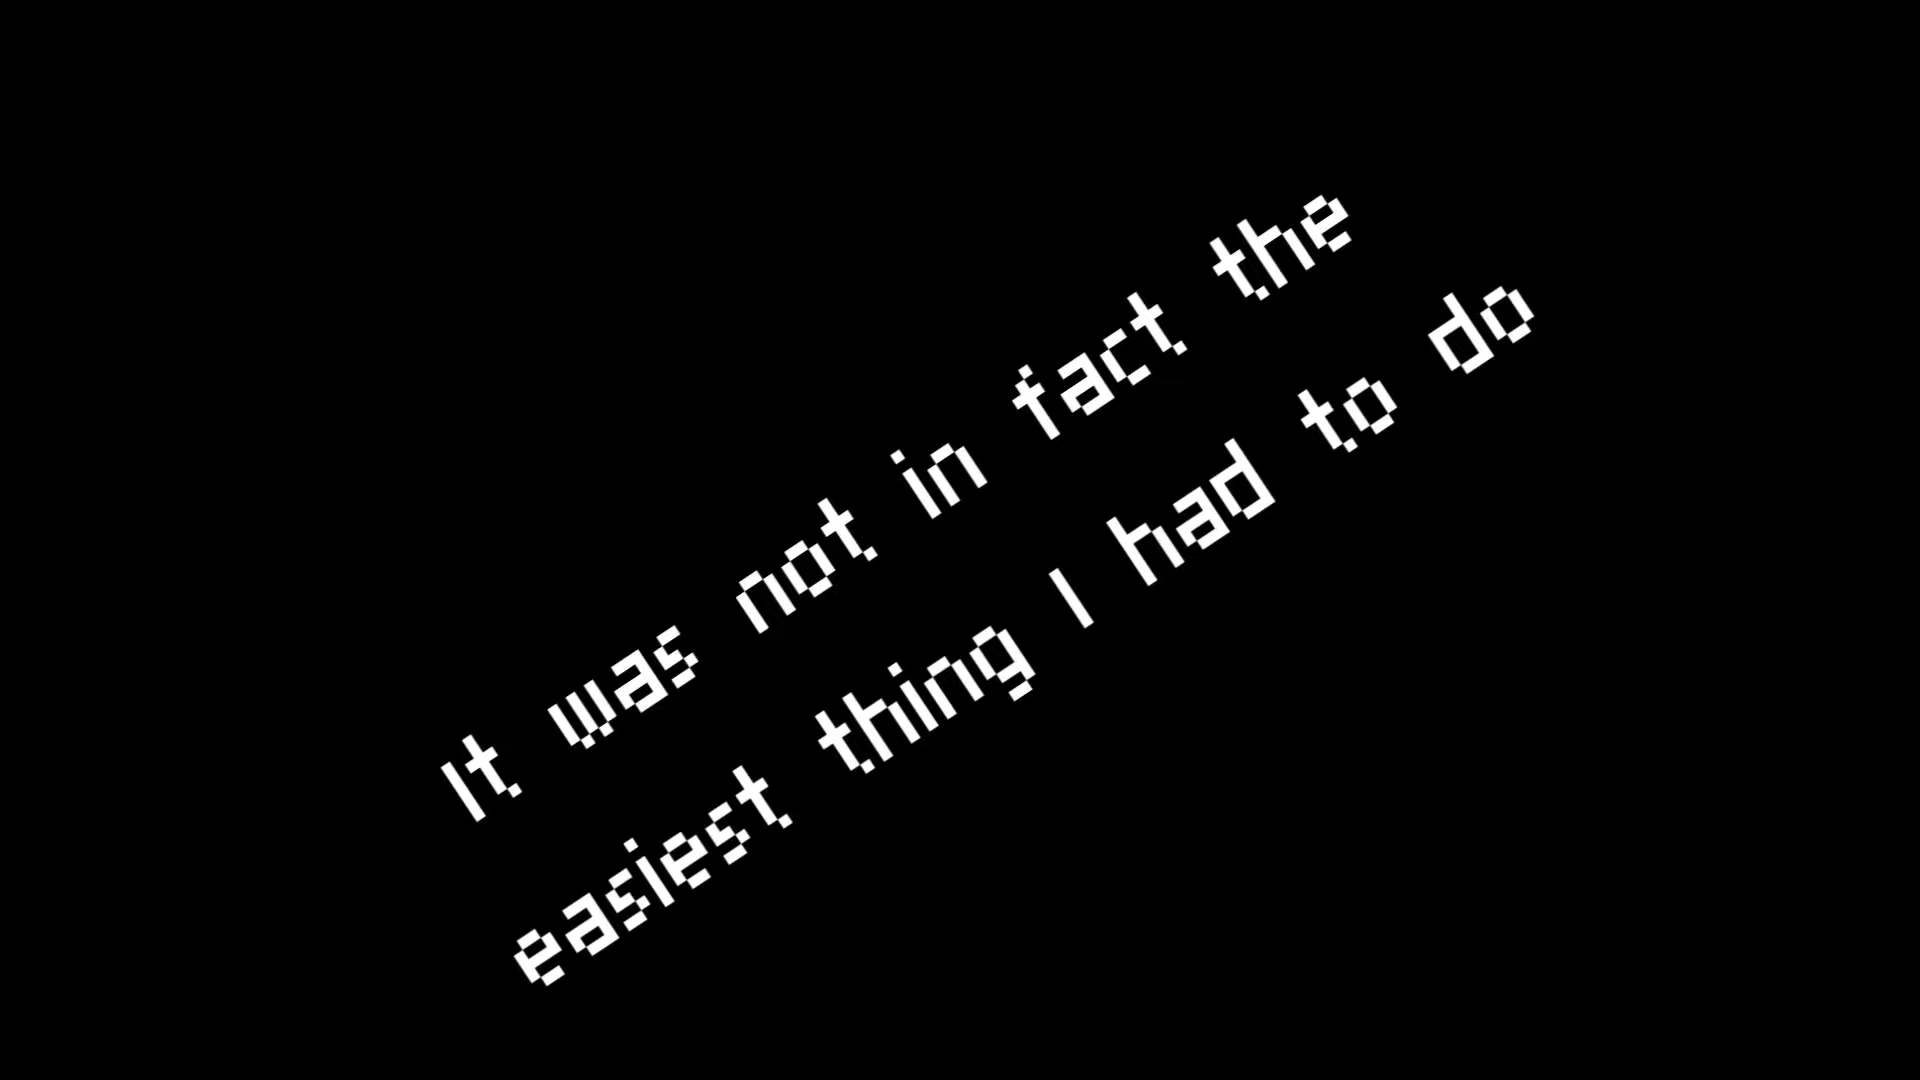 It was not in fact the
easiest thing I had to do